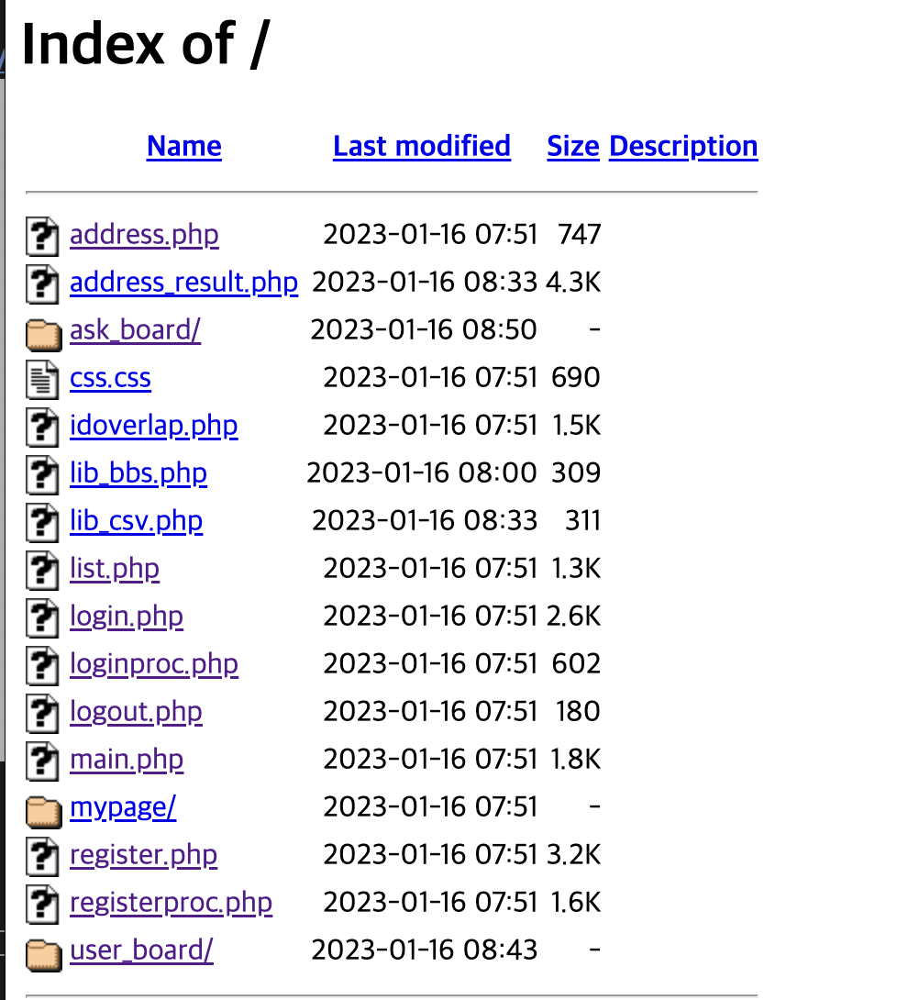 Index of /
Name Last modified Size Description
address.php 2023-01-16 07:51 747
address_result.php 2023-01-16 08:33 4.3K
ask_board/ 2023-01-16 08:50 -
css.css 2023-01-16 07:51 690
idoverlap.php 2023-01-16 07:51 1.5K
lib_bbs.php 2023-01-16 08:00 309
lib_csv.php 2023-01-16 08:33 311
list.php 2023-01-16 07:51 1.3K
login.php 2023-01-16 07:51 2.6K
loginproc.php 2023-01-16 07:51 602
logout.php 2023-01-16 07:51 180
main.php 2023-01-16 07:51 1.8K
mypage/ 2023-01-16 07:51 -
register.php 2023-01-16 07:51 3.2K
registerproc.php 2023-01-16 07:51 1.6K
user_board/ 2023-01-16 08:43 -